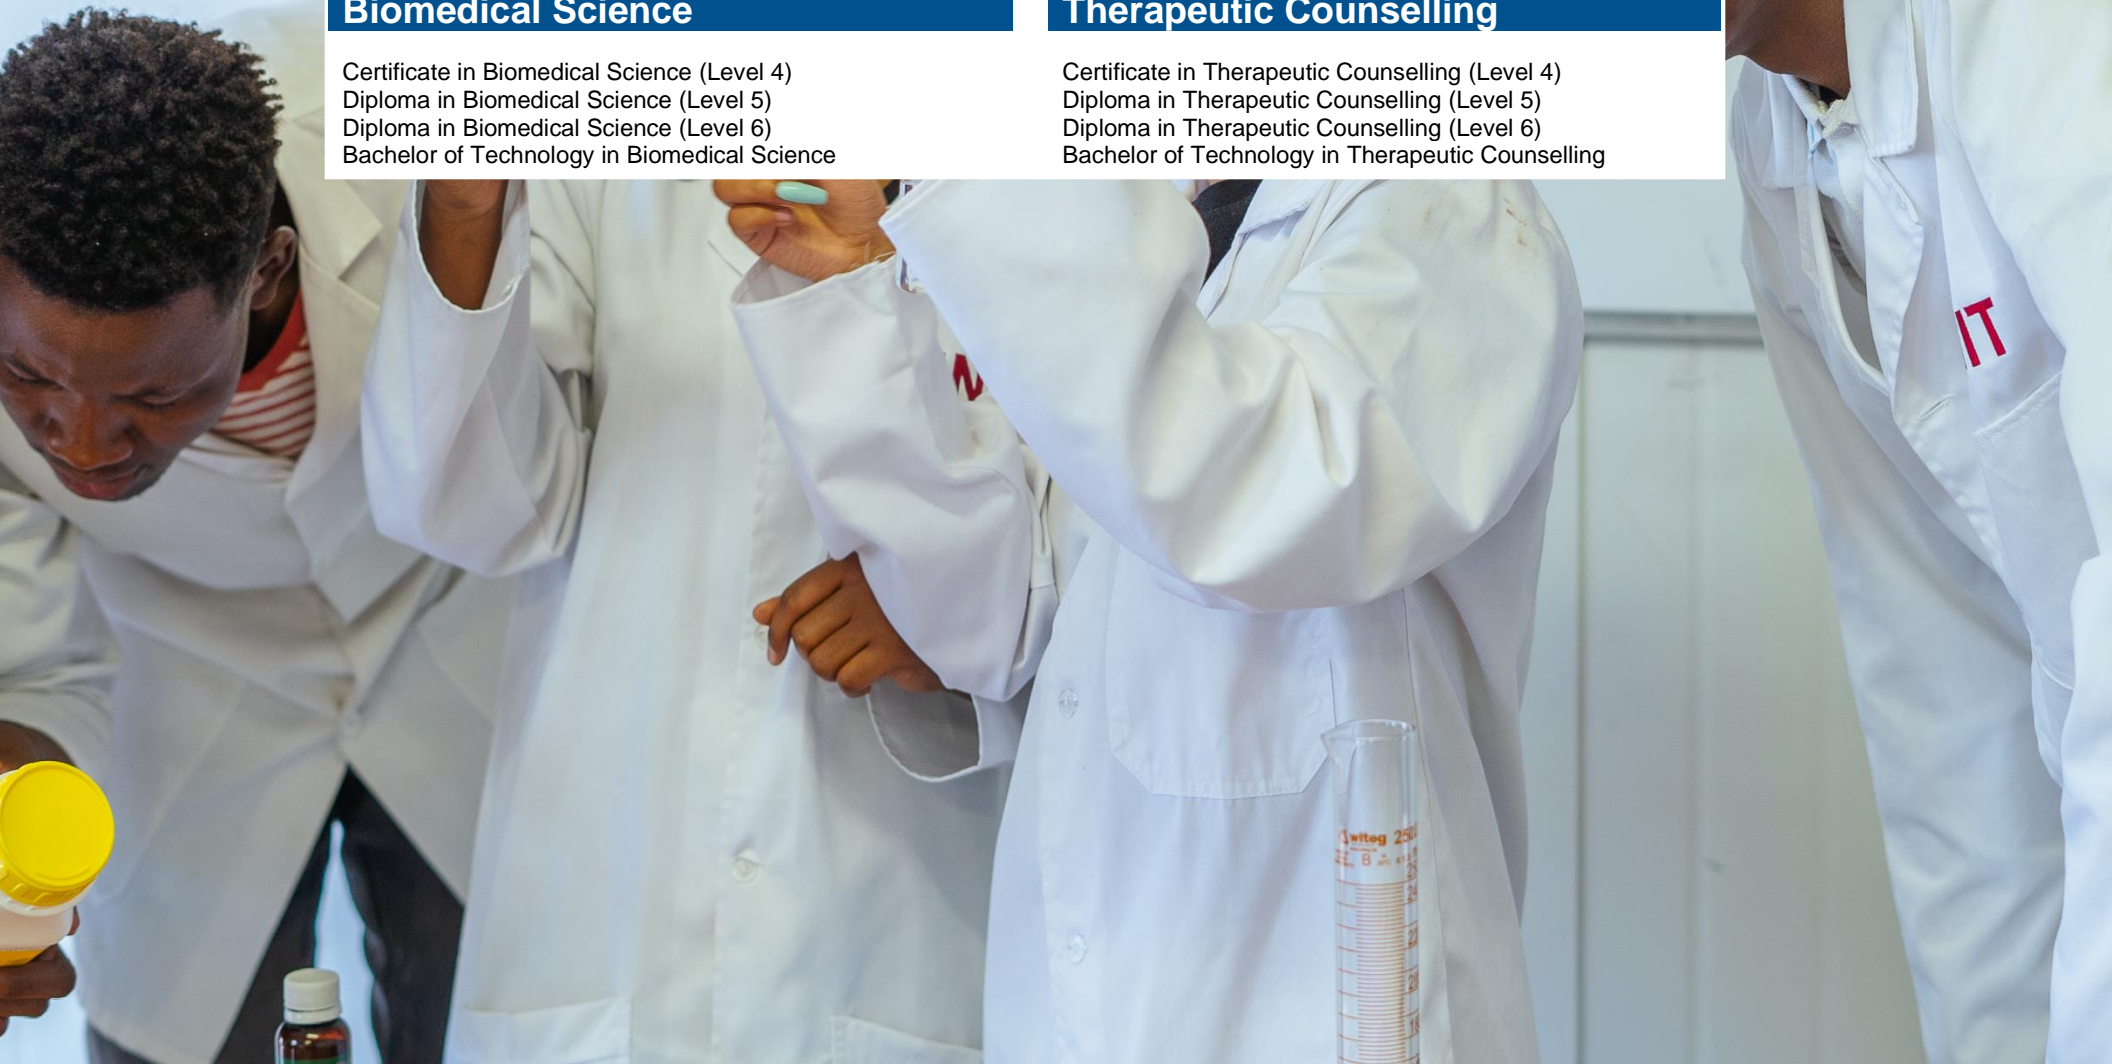 Biomedical Science
Certificate in Biomedical Science (Level 4)
Diploma in Biomedical Science (Level 5)
Diploma in Biomedical Science (Level 6)
Bachelor of Technology in Biomedical Science
Therapeutic Counselling
Certificate in Therapeutic Counselling (Level 4)
Diploma in Therapeutic Counselling (Level 5)
Diploma in Therapeutic Counselling (Level 6)
Bachelor of Technology in Therapeutic Counselling
IT
witeg 250
B